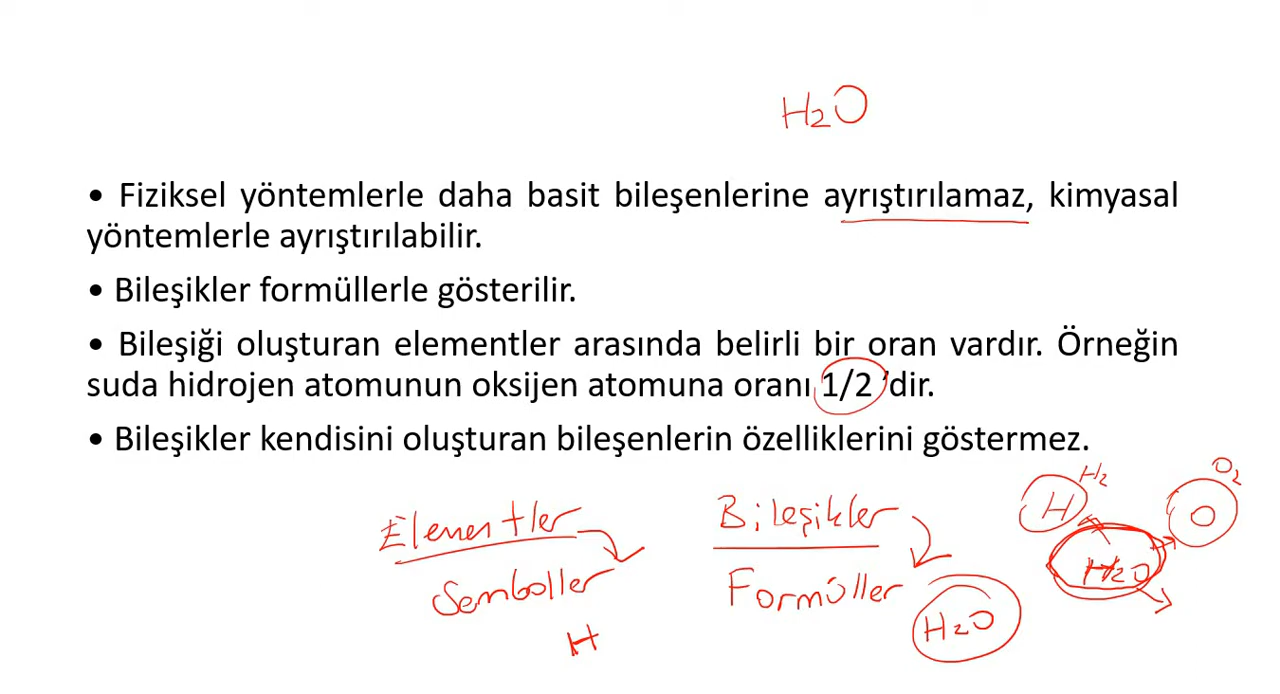 H2O
• Fiziksel yöntemlerle daha basit bileşenlerine ayrıştırılamaz, kimyasal
yöntemlerle ayrıştırılabilir.
• Bileşikler formüllerle gösterilir.
• Bileşiği oluşturan elementler arasında belirli bir oran vardır. Örneğin
suda hidrojen atomunun oksijen atomuna oranı 1/2 'dir.
• Bileşikler kendisini oluşturan bileşenlerin özelliklerini göstermez.
Elementler
Semboller
H
Bileşikler
Formüller
H2O
H2
H
O2
O
H2O